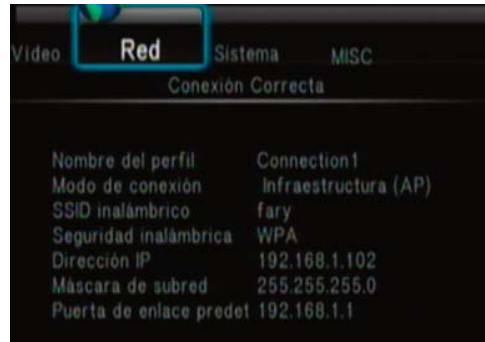 Vídeo Red Sistema MISC
Conexión Correcta
Nombre del perfil Connection1
Modo de conexión Infraestructura (AP)
SSID inalámbrico fary
Seguridad inalámbrica WPA
Dirección IP 192.168.1.102
Máscara de subred 255.255.255.0
Puerta de enlace predet 192.168.1.1